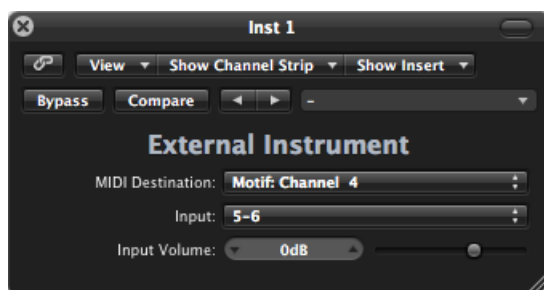 Inst 1
View Show Channel Strip Show Insert
Bypass Compare -
External Instrument
MIDI Destination: Motif: Channel 4
Input: 5-6
Input Volume: 0dB